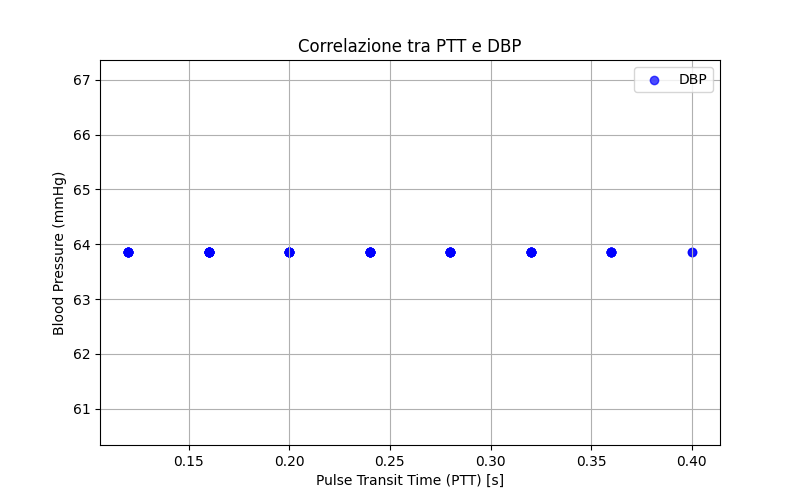 Correlazione tra PTT e DBP
DBP
Blood Pressure (mmHg)
67
66
65
64
63
62
61
0.15 0.20 0.25 0.30 0.35 0.40
Pulse Transit Time (PTT) [s]